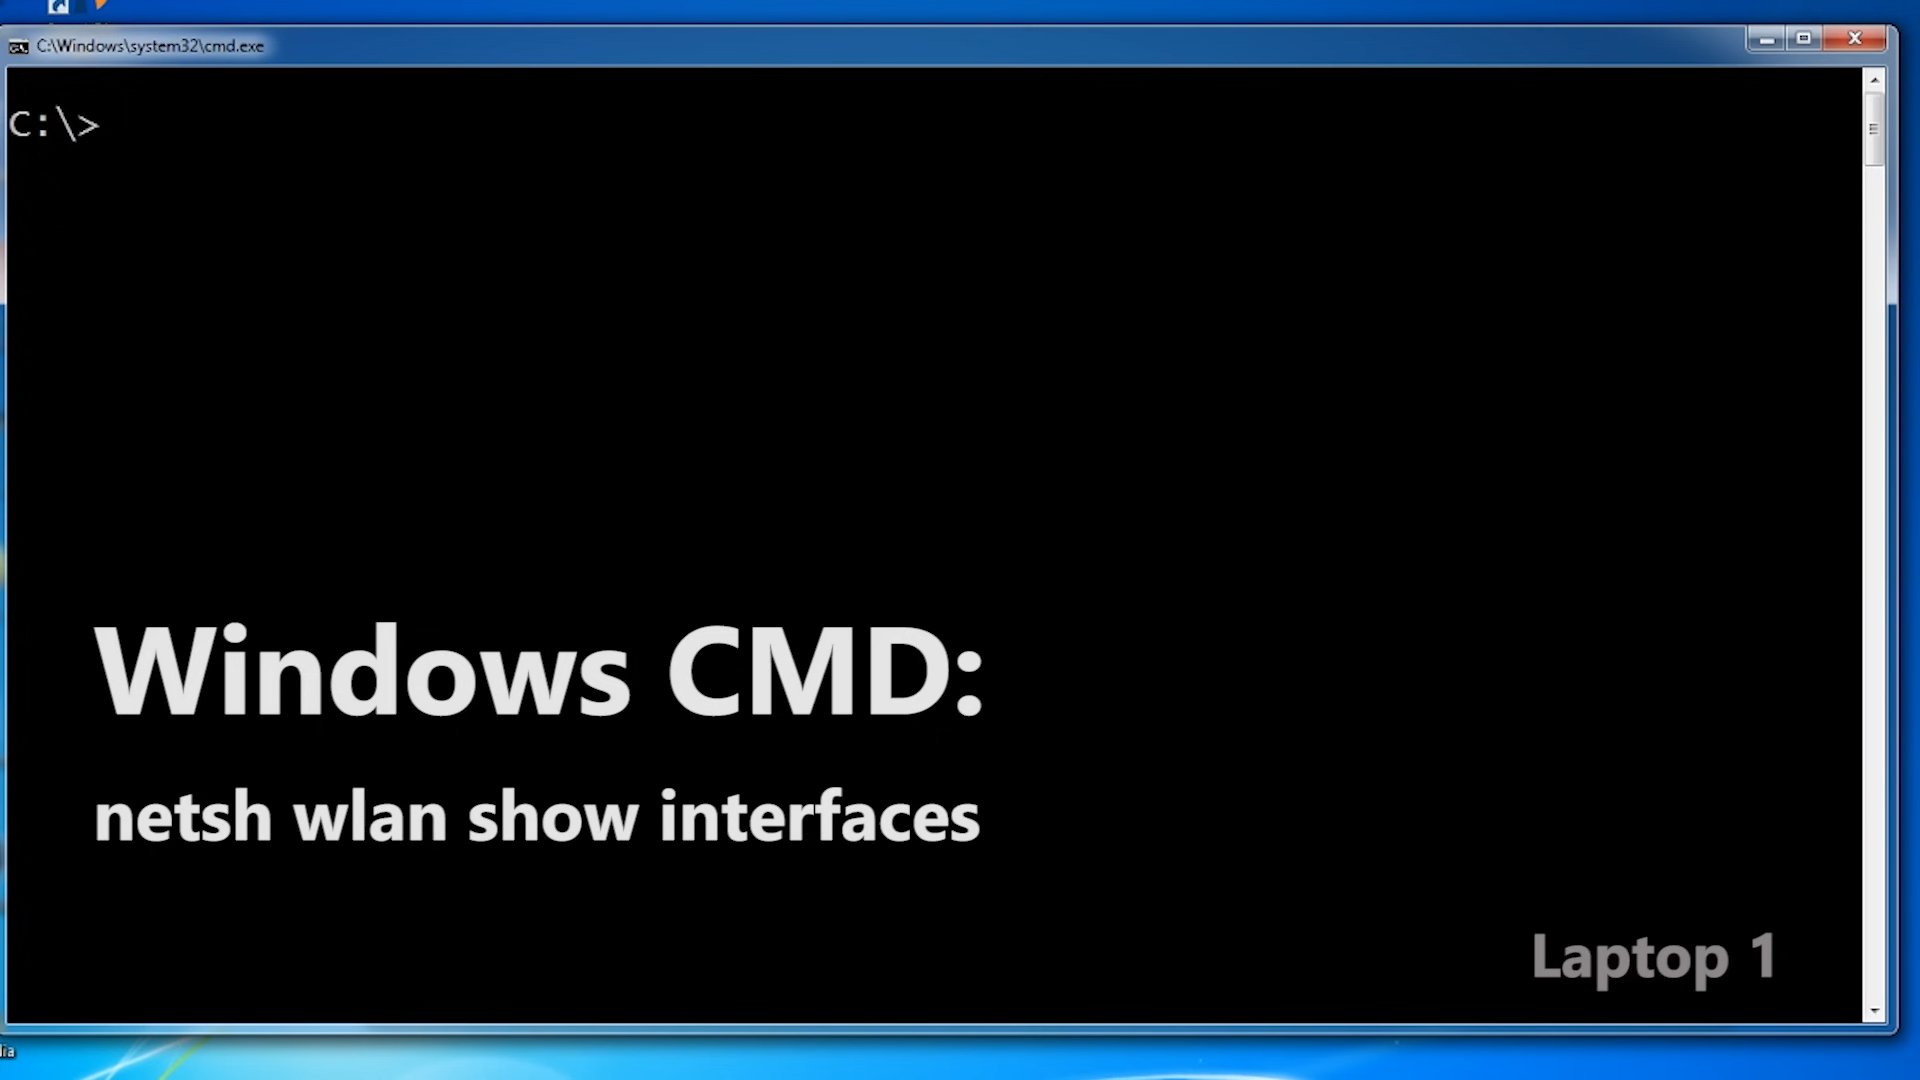 C:\Windows\system32\cmd.exe
C:\>
Windows CMD:
netsh wlan show interfaces
Laptop 1